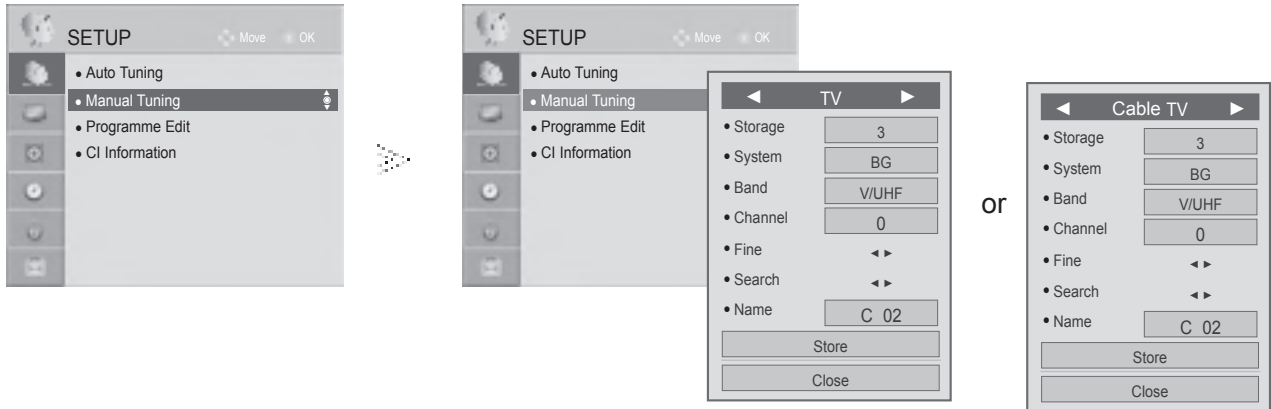 SETUP Move OK
• Auto Tuning
• Manual Tuning
• Programme Edit
• CI Information
SETUP Move OK
• Auto Tuning
• Manual Tuning
• Programme Edit
• CI Information
◄ TV ►
• Storage 3
• System BG
• Band V/UHF
• Channel 0
• Fine ◄ ►
• Search ◄ ►
• Name C 02
Store
Close
or
◄ Cable TV ►
• Storage 3
• System BG
• Band V/UHF
• Channel 0
• Fine ◄ ►
• Search ◄ ►
• Name C 02
Store
Close